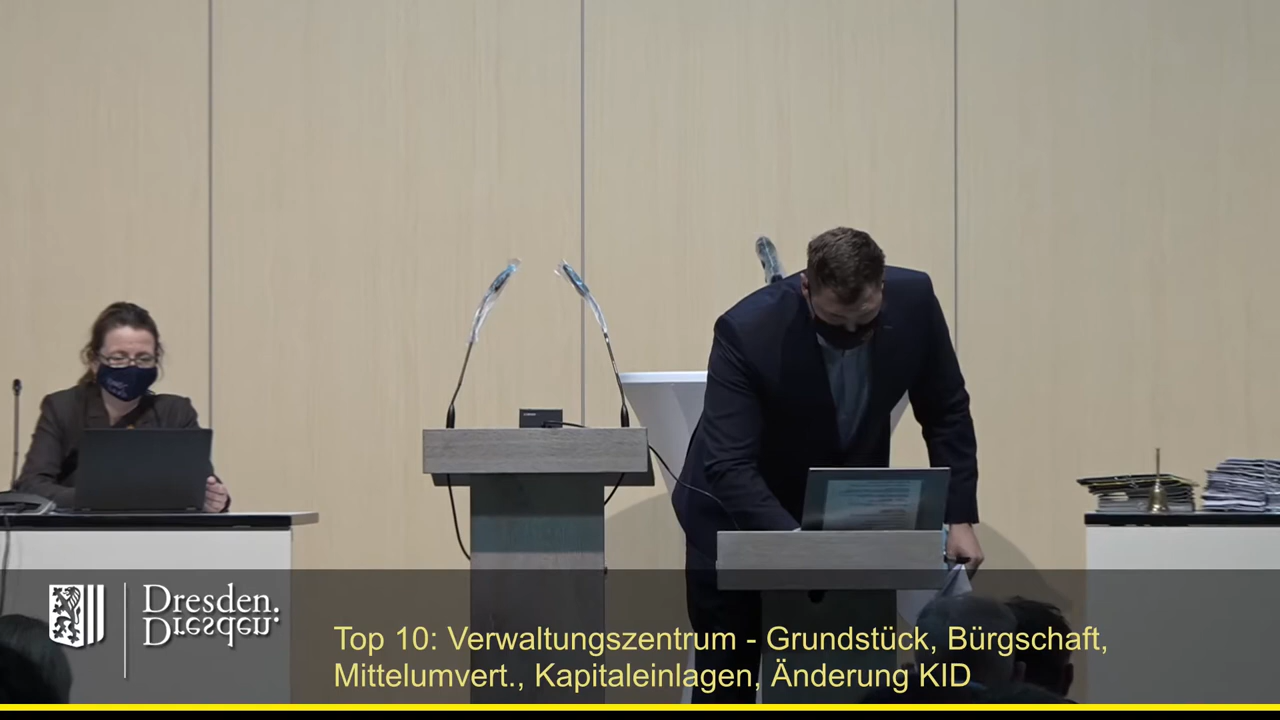 Dresden.
Dresden.
Top 10: Verwaltungszentrum - Grundstück, Bürgschaft,
Mittelumvert., Kapitaleinlagen, Änderung KID